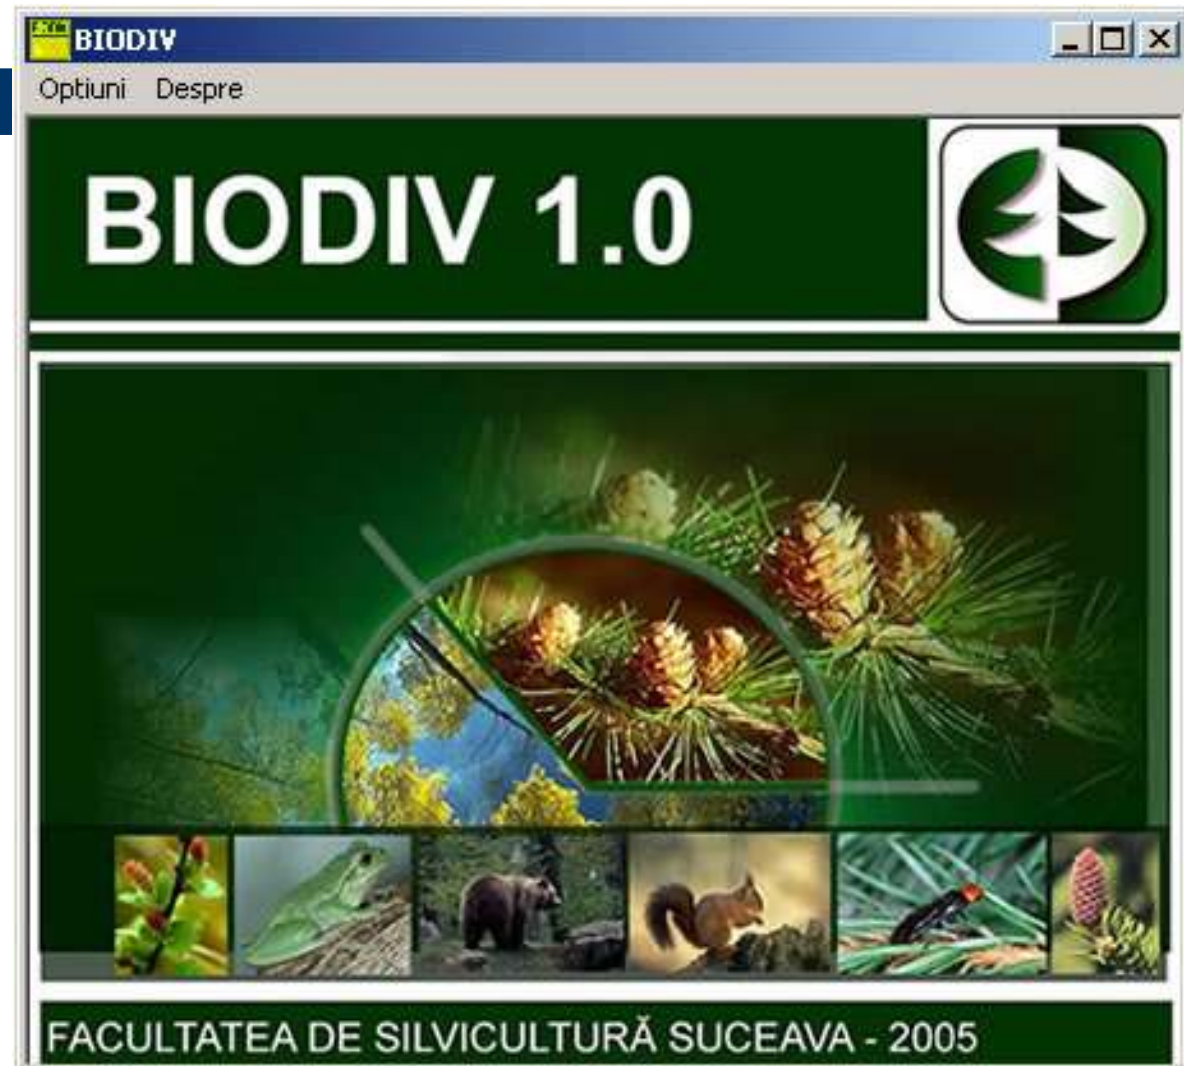 BIODIV
Optiuni Despre
BIODIV 1.0
FACULTATEA DE SILVICULTURĂ SUCEAVA - 2005